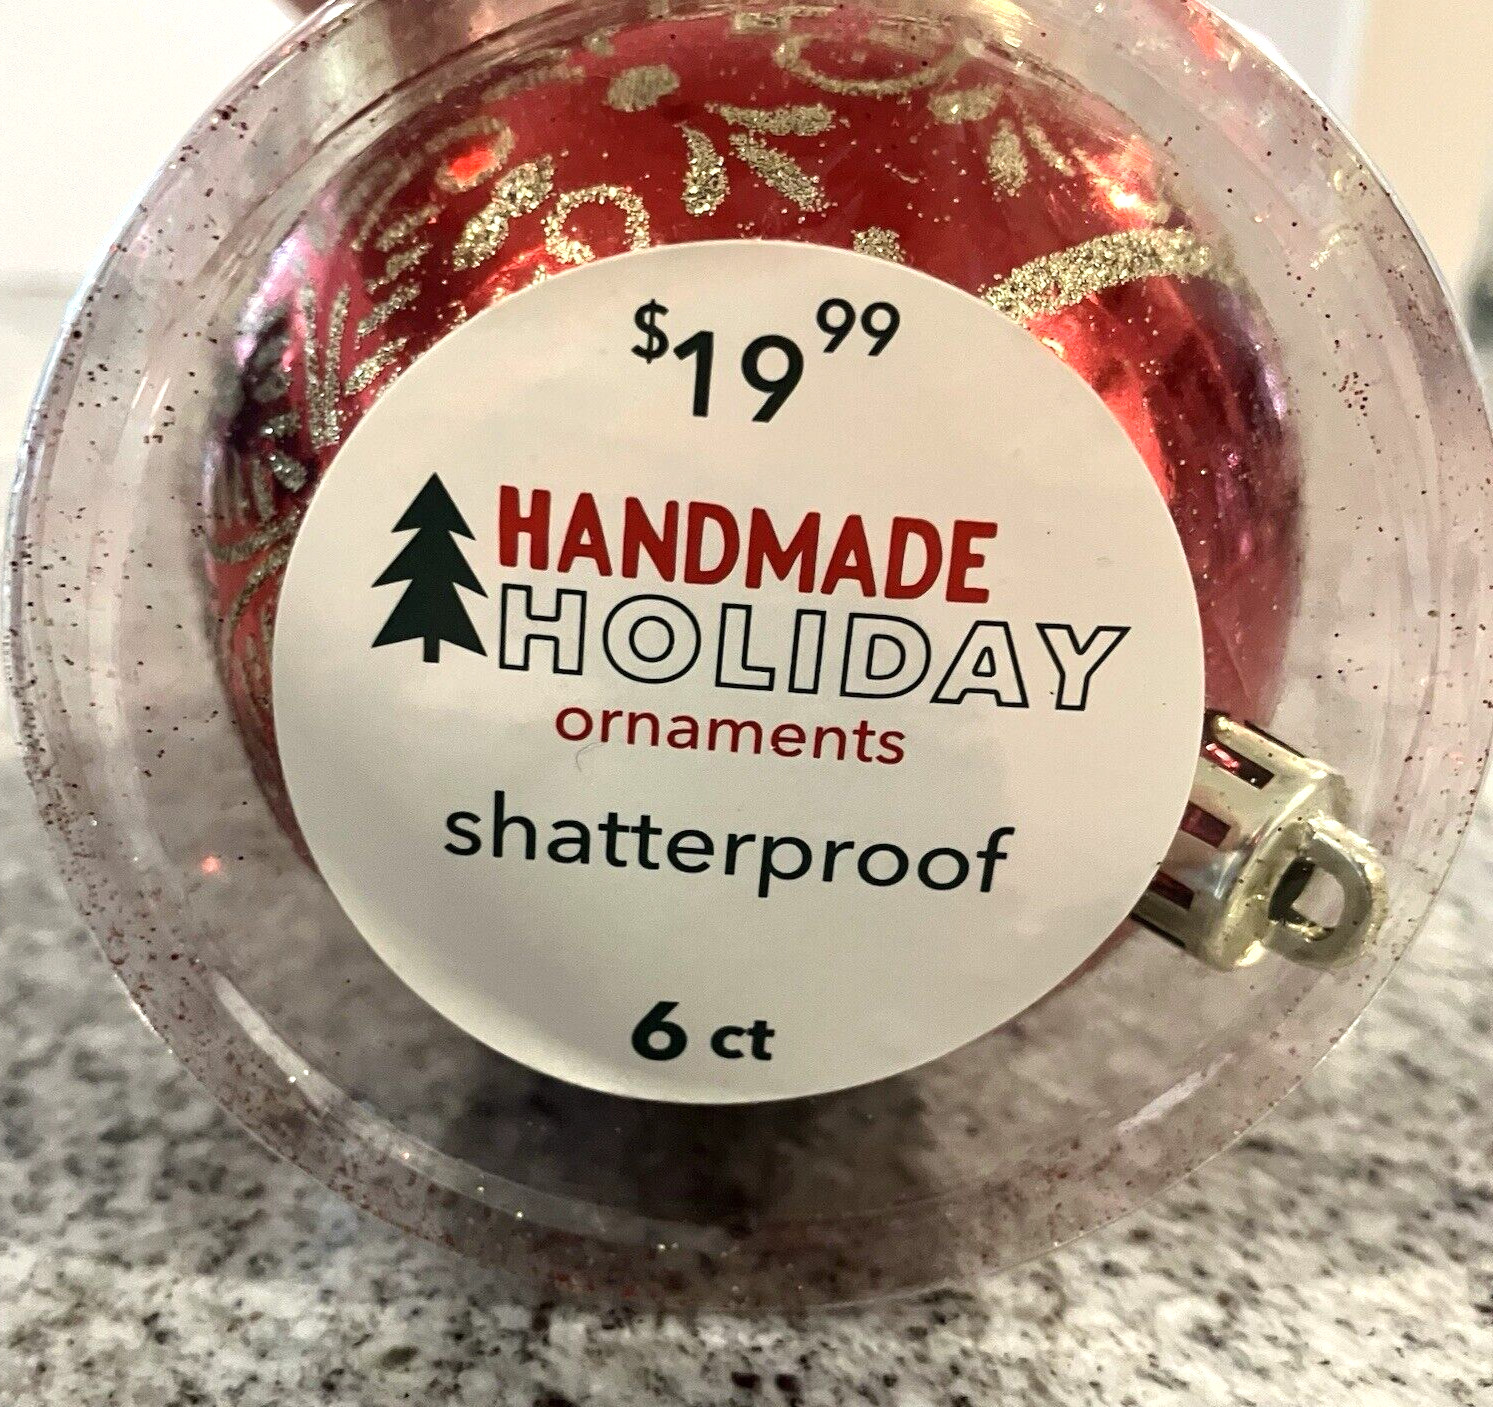 $19 99
HANDMADE
HOLIDAY
ornaments
shatterproof
6 ct